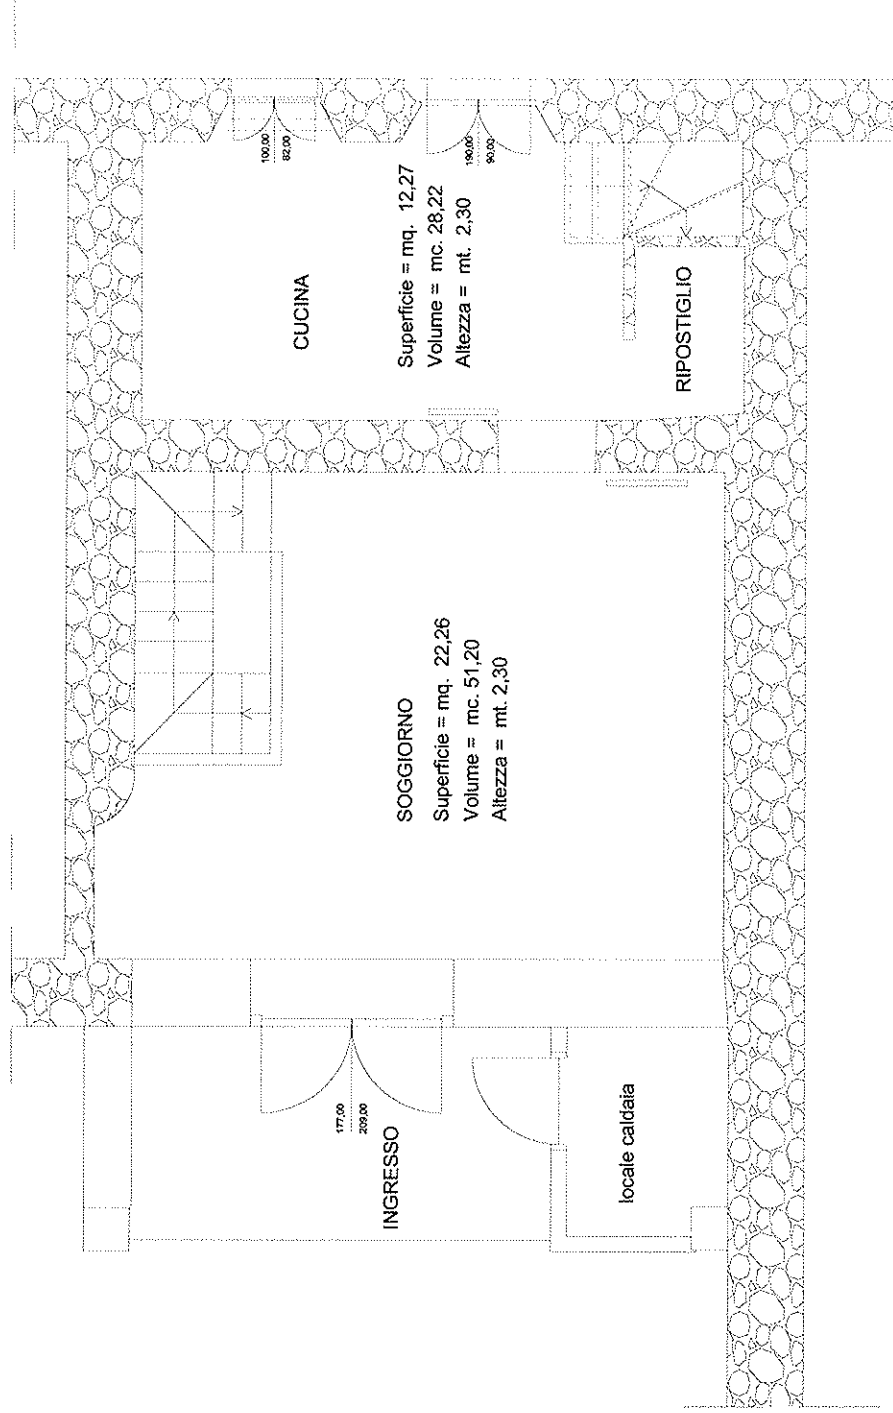 100,00
82,00
190,00
90,00
CUCINA
Superficie = mq. 12,27
Volume = mc. 28,22
Altezza = mt. 2,30
RIPOSTIGLIO
SOGGIORNO
Superficie = mq. 22,26
Volume = mc. 51,20
Altezza = mt. 2,30
177,00
209,00
INGRESSO
locale caldaia